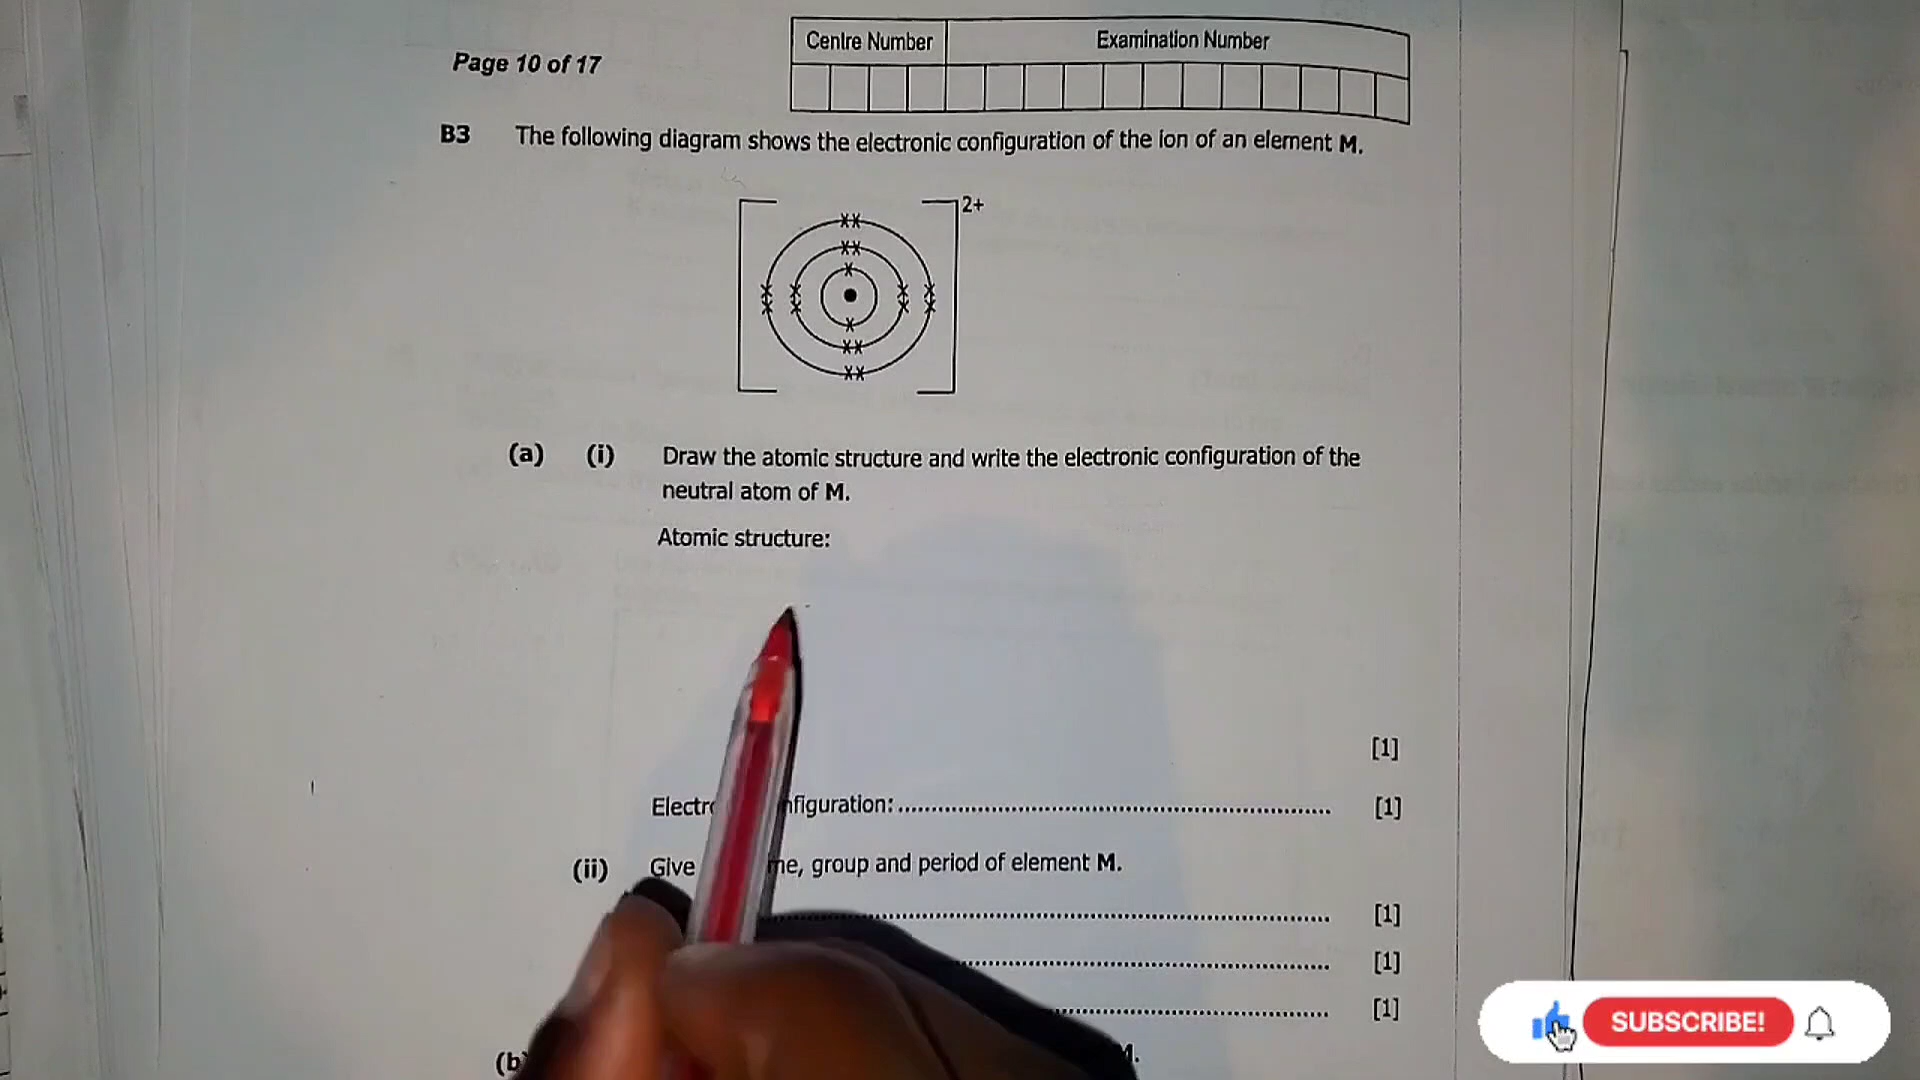 Centre Number Examination Number
Page 10 of 17
B3 The following diagram shows the electronic configuration of the ion of an element M.
2+
(a) (i) Draw the atomic structure and write the electronic configuration of the
neutral atom of M.
Atomic structure:
[1]
Electro figuration: [1]
(ii) Give me, group and period of element M.
[1]
[1]
[1]
(b) M.
SUBSCRIBE!